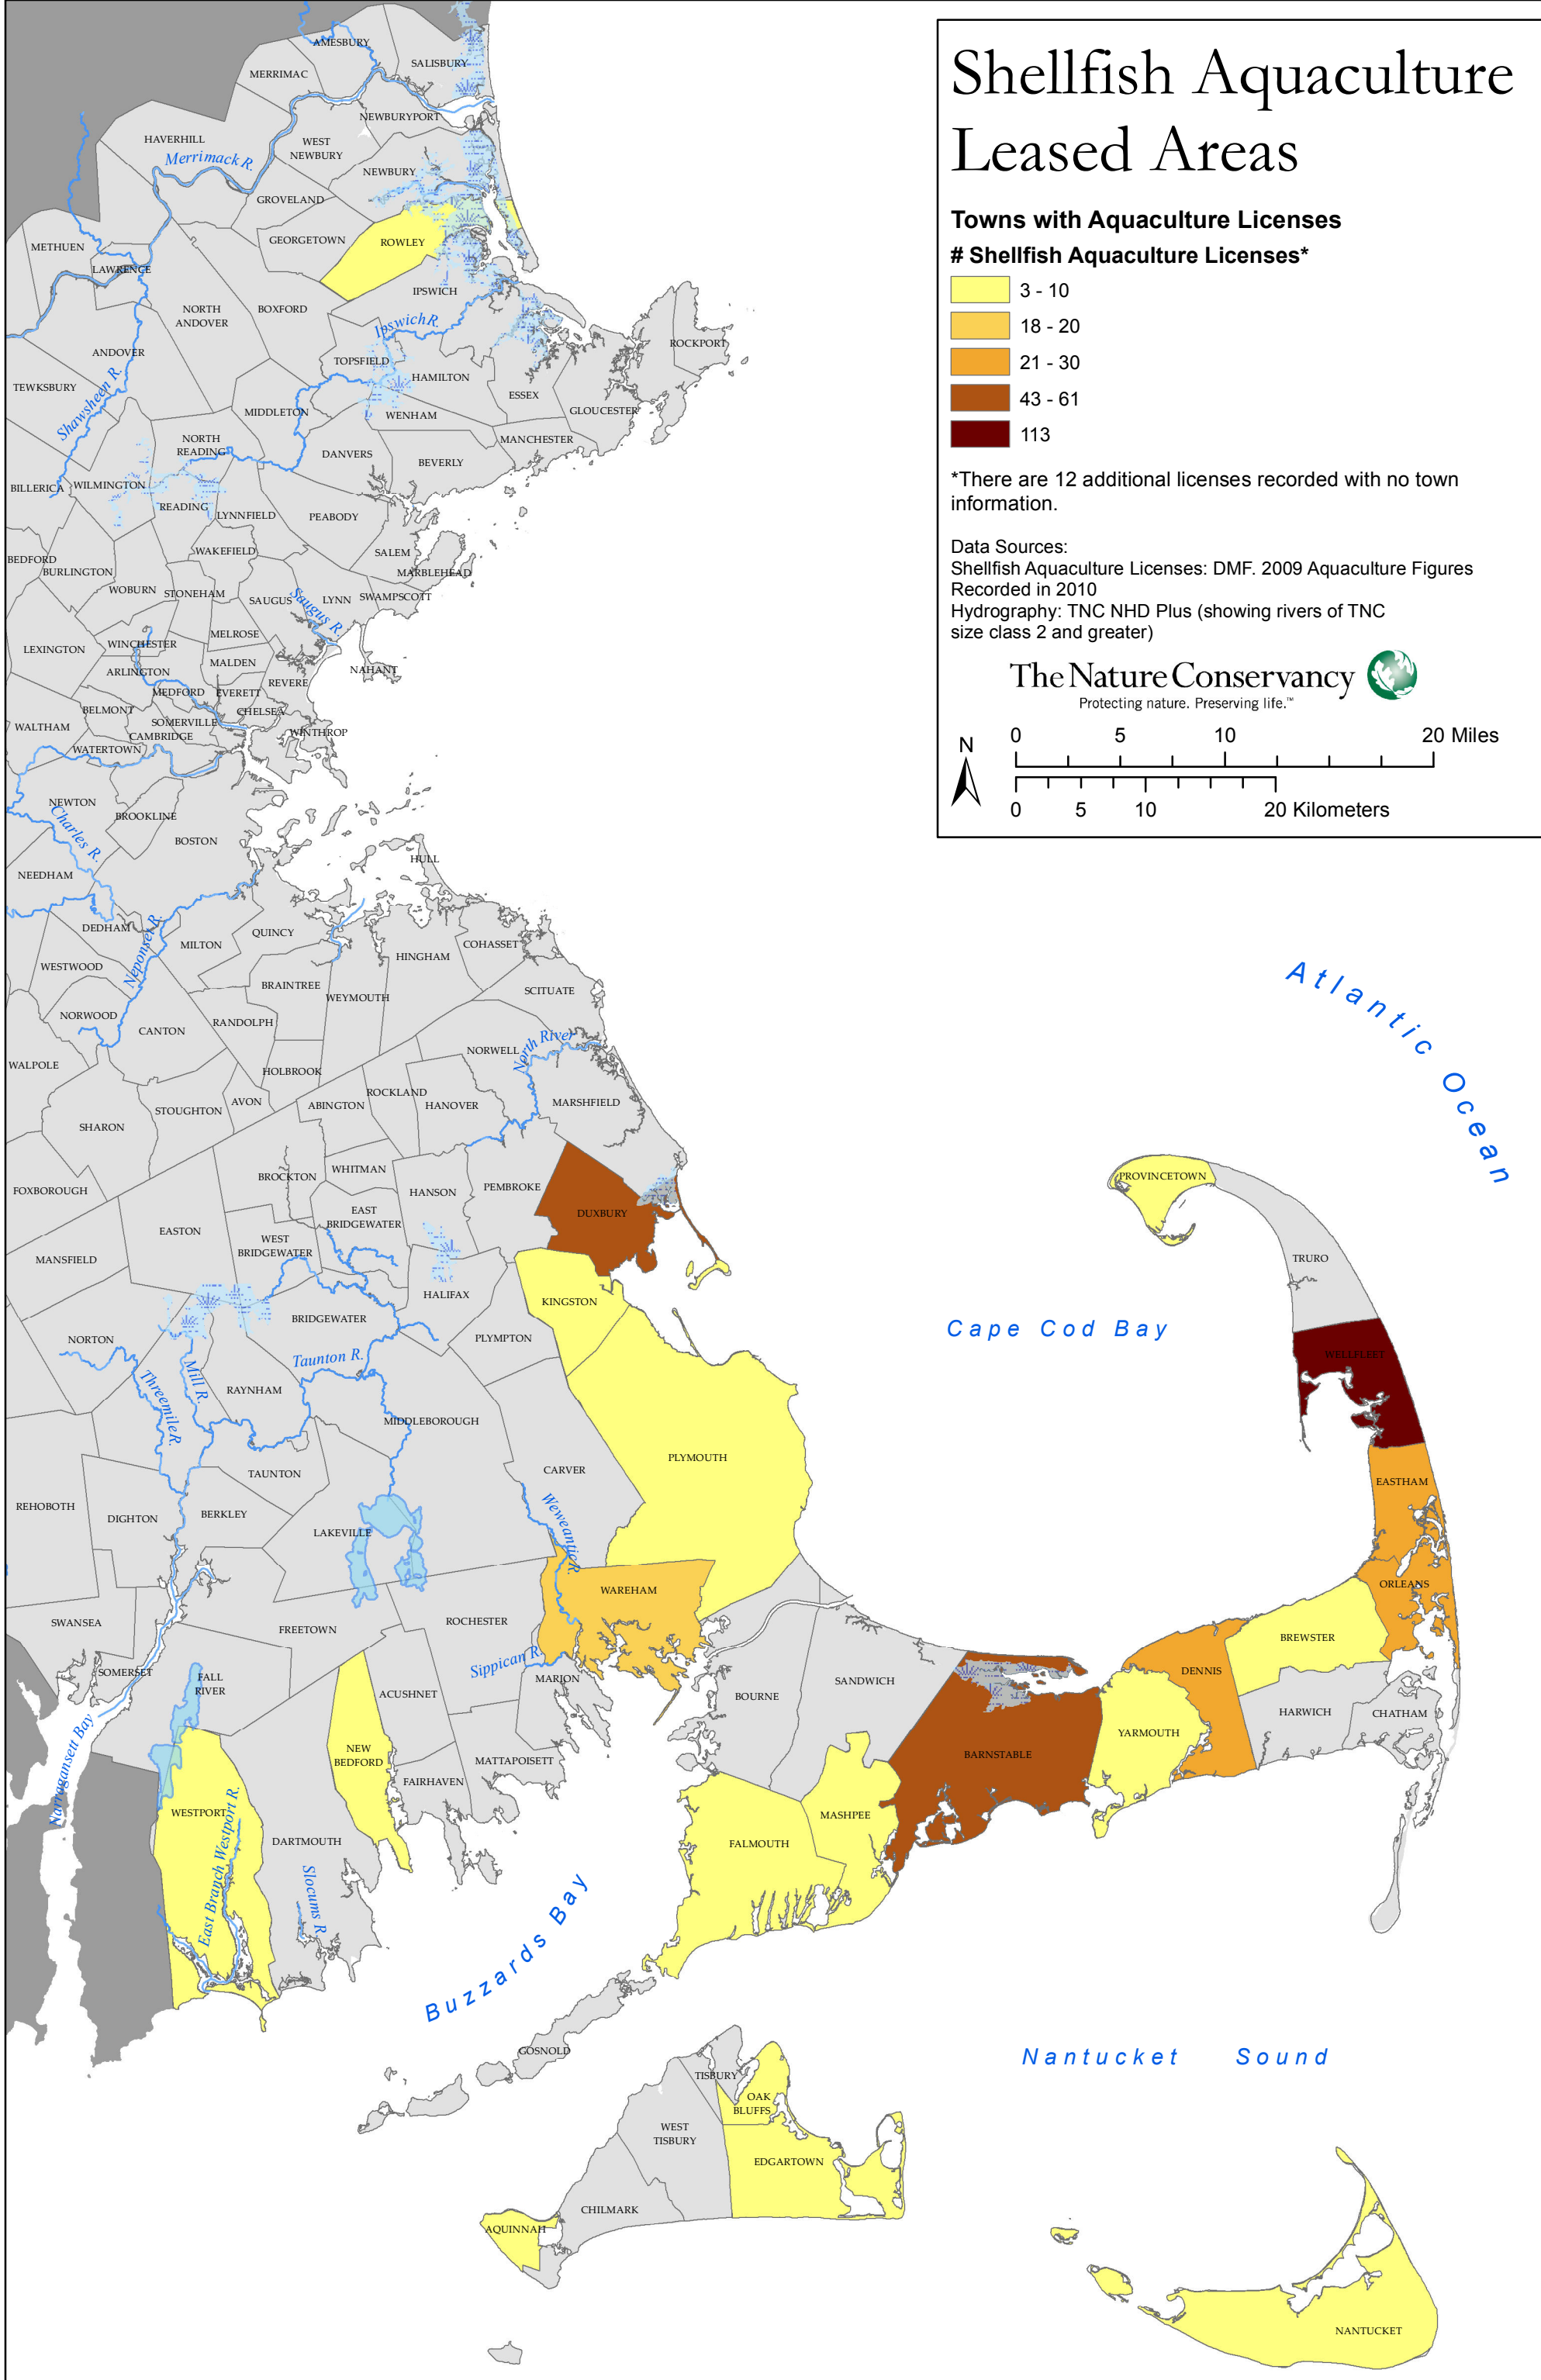 Shellfish Aquaculture
Leased Areas
Towns with Aquaculture Licenses
# Shellfish Aquaculture Licenses*
3 - 10
18 - 20
21 - 30
43 - 61
113
*There are 12 additional licenses recorded with no town
information.
Data Sources:
Shellfish Aquaculture Licenses: DMF. 2009 Aquaculture Figures
Recorded in 2010
Hydrography: TNC NHD Plus (showing rivers of TNC
size class 2 and greater)
The Nature Conservancy
Protecting nature. Preserving life.™
N
0 5 10 20 Miles
0 5 10 20 Kilometers
AMESBURY
SALISBURY
MERRIMAC
NEWBURYPORT
HAVERHILL
WEST
NEWBURY
Merrimack R.
NEWBURY
GROVELAND
GEORGETOWN
ROWLEY
METHUEN
LAWRENCE
IPSWICH
NORTH
ANDOVER
BOXFORD
Ipswich R.
ROCKPORT
ANDOVER
TOPSFIELD
HAMILTON
TEWKSBURY
Shawsheen R.
ESSEX
MIDDLETON
WENHAM
GLOUCESTER
NORTH
READING
MANCHESTER
DANVERS
BEVERLY
BILLERICA
WILMINGTON
READING
LYNNFIELD
PEABODY
WAKEFIELD
SALEM
BEDFORD
BURLINGTON
MARBLEHEAD
WOBURN
STONEHAM
SAUGUS
Saugus R.
LYNN
SWAMPSCOTT
MELROSE
WINCHESTER
LEXINGTON
MALDEN
ARLINGTON
NAHANT
REVERE
MEDFORD
EVERETT
BELMONT
CHELSEA
SOMERVILLE
WALTHAM
CAMBRIDGE
WINTHROP
WATERTOWN
NEWTON
BROOKLINE
Charles R.
BOSTON
HULL
NEEDHAM
DEDHAM
Neponset R.
QUINCY
MILTON
COHASSET
HINGHAM
WESTWOOD
BRAINTREE
SCITUATE
WEYMOUTH
NORWOOD
RANDOLPH
CANTON
North River
NORWELL
WALPOLE
HOLBROOK
ROCKLAND
AVON
ABINGTON
HANOVER
MARSHFIELD
STOUGHTON
SHARON
WHITMAN
BROCKTON
PEMBROKE
HANSON
FOXBOROUGH
EAST
BRIDGEWATER
DUXBURY
EASTON
WEST
BRIDGEWATER
MANSFIELD
HALIFAX
KINGSTON
BRIDGEWATER
PLYMPTON
NORTON
Taunton R.
Mill R.
Threemile R.
RAYNHAM
MIDDLEBOROUGH
PLYMOUTH
CARVER
TAUNTON
REHOBOTH
DIGHTON
BERKLEY
Weweantic R.
LAKEVILLE
WAREHAM
SWANSEA
ROCHESTER
FREETOWN
Sippican R.
SOMERSET
FALL
RIVER
MARION
ACUSHNET
BOURNE
SANDWICH
Narragansett Bay
NEW
BEDFORD
MATTAPOISETT
FAIRHAVEN
WESTPORT
East Branch Westport R.
DARTMOUTH
Slocums R
Buzzards Bay
FALMOUTH
MASHPEE
BARNSTABLE
YARMOUTH
DENNIS
BREWSTER
HARWICH
CHATHAM
ORLEANS
EASTHAM
WELLFLEET
TRURO
PROVINCETOWN
Cape Cod Bay
Atlantic Ocean
GOSNOLD
TISBURY
OAK
BLUFFS
WEST
TISBURY
EDGARTOWN
CHILMARK
AQUINNAH
Nantucket Sound
NANTUCKET